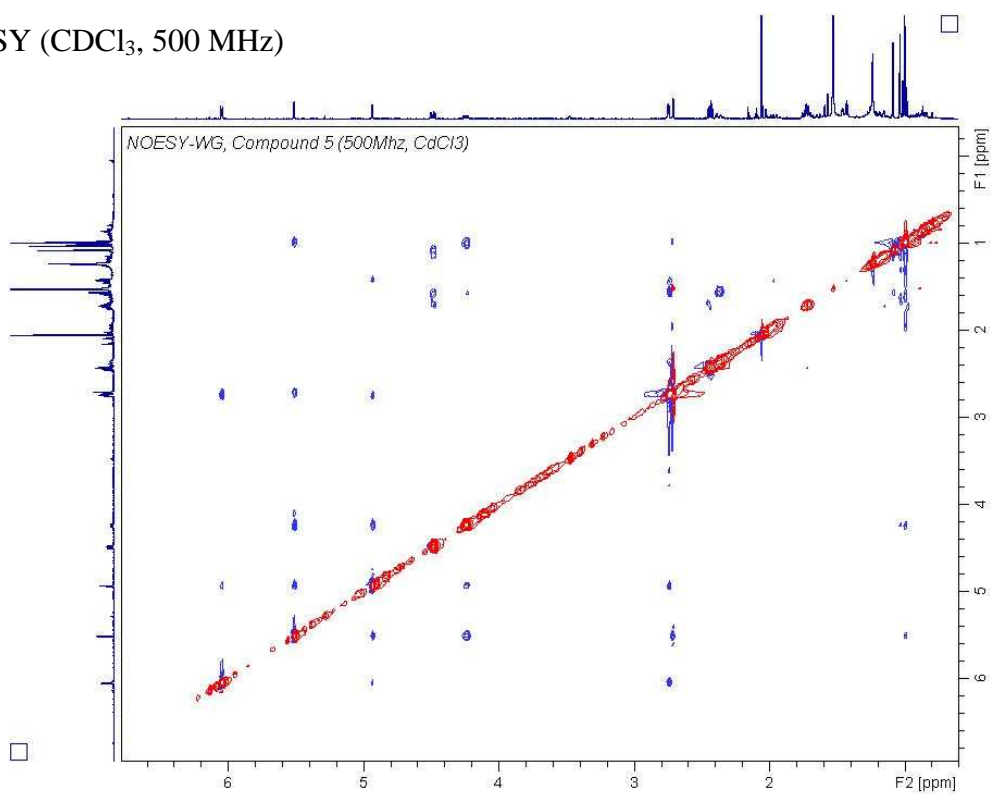 SY (CDCl₃, 500 MHz)
NOESY-WG, Compound 5 (500Mhz, CdCl3)
F1 [ppm]
1
2
3
4
5
6
6 5 4 3 2 F2 [ppm]